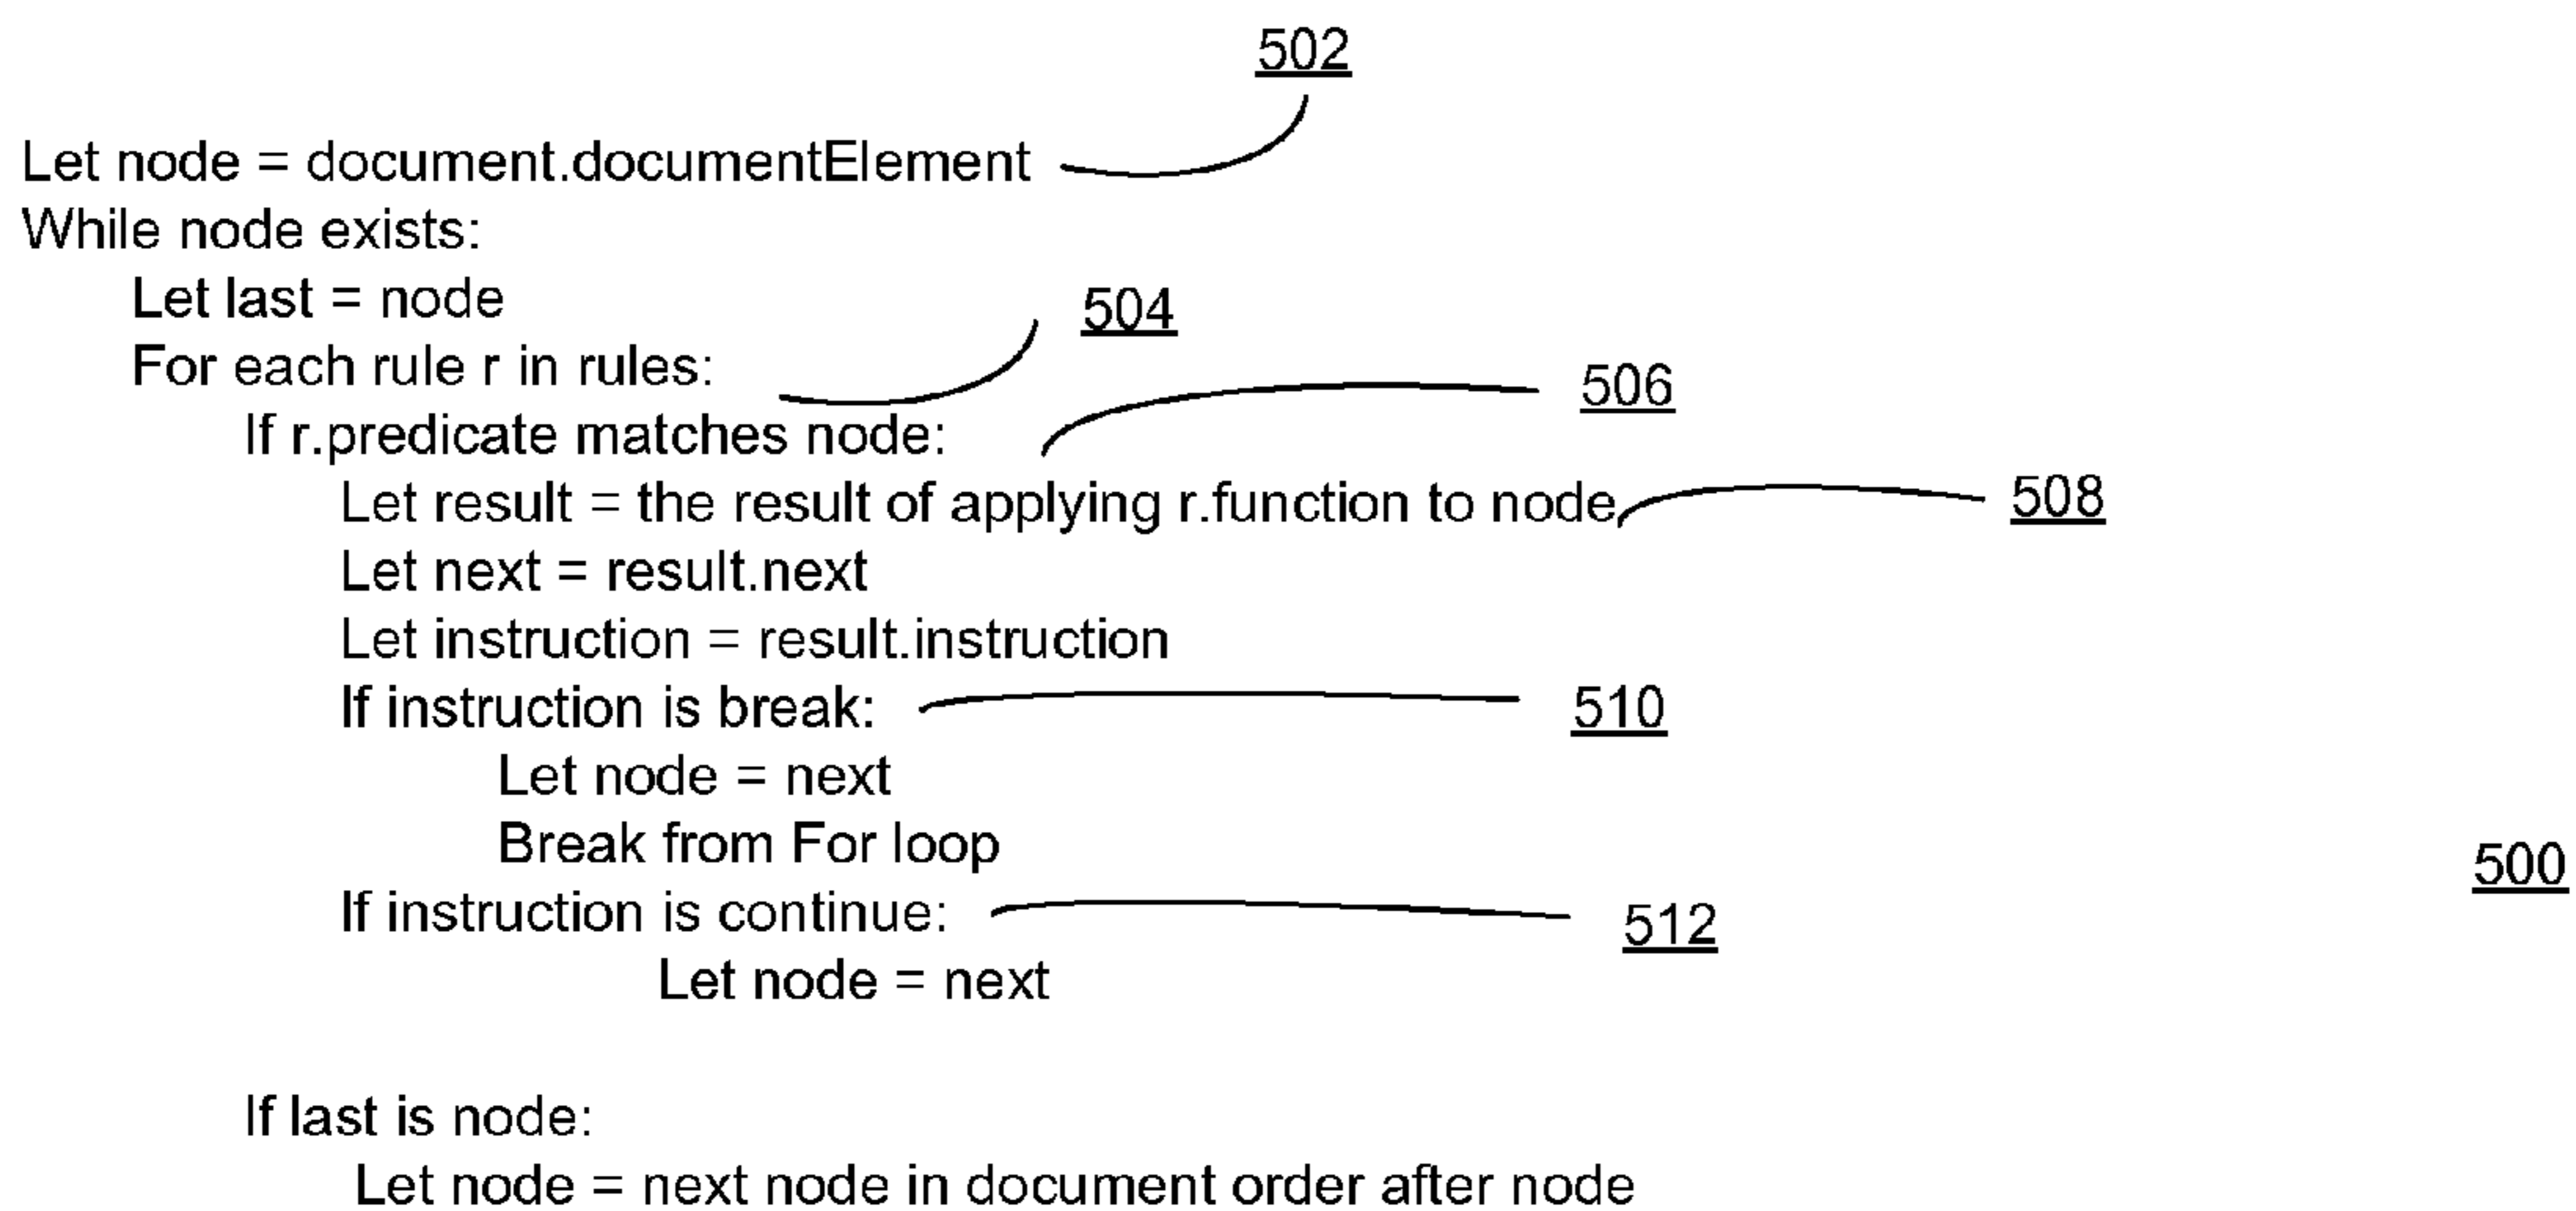 502
Let node = document.documentElement
While node exists:
Let last = node
504
For each rule r in rules:
506
If r.predicate matches node:
Let result = the result of applying r.function to node
508
Let next = result.next
Let instruction = result.instruction
If instruction is break:
510
Let node = next
Break from For loop
500
If instruction is continue:
512
Let node = next
If last is node:
Let node = next node in document order after node